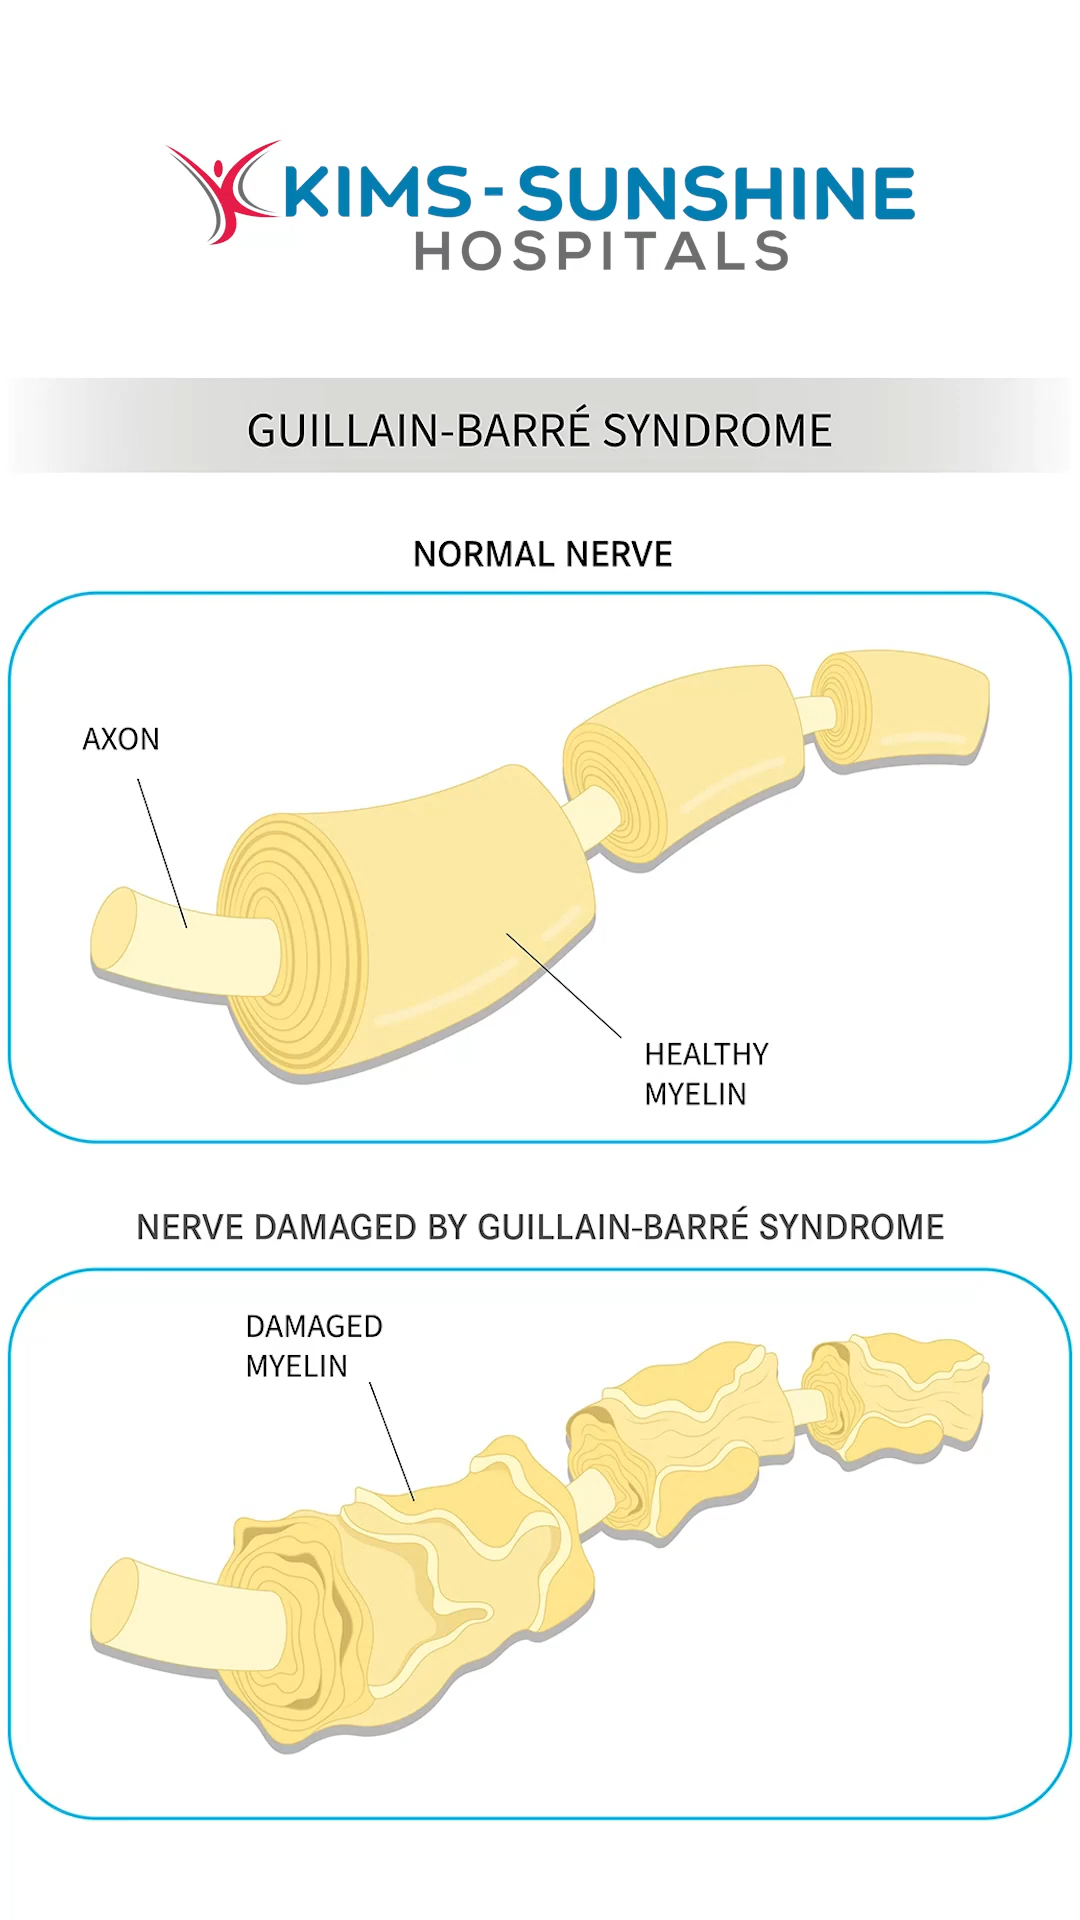 KIMS-SUNSHINE
HOSPITALS
GUILLAIN-BARRÉ SYNDROME
NORMAL NERVE
AXON
HEALTHY
MYELIN
NERVE DAMAGED BY GUILLAIN-BARRÉ SYNDROME
DAMAGED
MYELIN